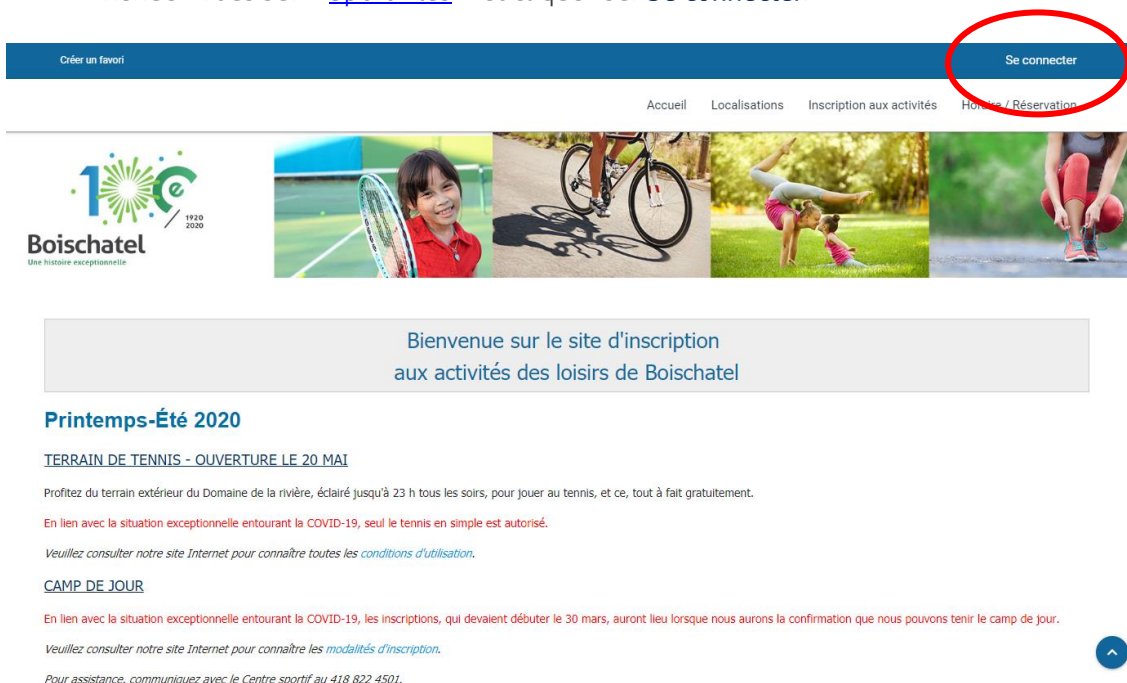 Créer un favori
Se connecter
Accueil Localisations Inscription aux activités Horaire / Réservation
1920
2020
Boischatel
Une histoire exceptionnelle
Bienvenue sur le site d'inscription
aux activités des loisirs de Boischatel
Printemps-Été 2020
TERRAIN DE TENNIS - OUVERTURE LE 20 MAI
Profitez du terrain extérieur du Domaine de la rivière, éclairé jusqu'à 23 h tous les soirs, pour jouer au tennis, et ce, tout à fait gratuitement.
En lien avec la situation exceptionnelle entourant la COVID-19, seul le tennis en simple est autorisé.
Veuillez consulter notre site Internet pour connaître toutes les conditions d'utilisation.
CAMP DE JOUR
En lien avec la situation exceptionnelle entourant la COVID-19, les inscriptions, qui devaient débuter le 30 mars, auront lieu lorsque nous aurons la confirmation que nous pouvons tenir le camp de jour.
Veuillez consulter notre site Internet pour connaître les modalités d'inscription.
Pour assistance, communiquez avec le Centre sportif au 418 822 4501.